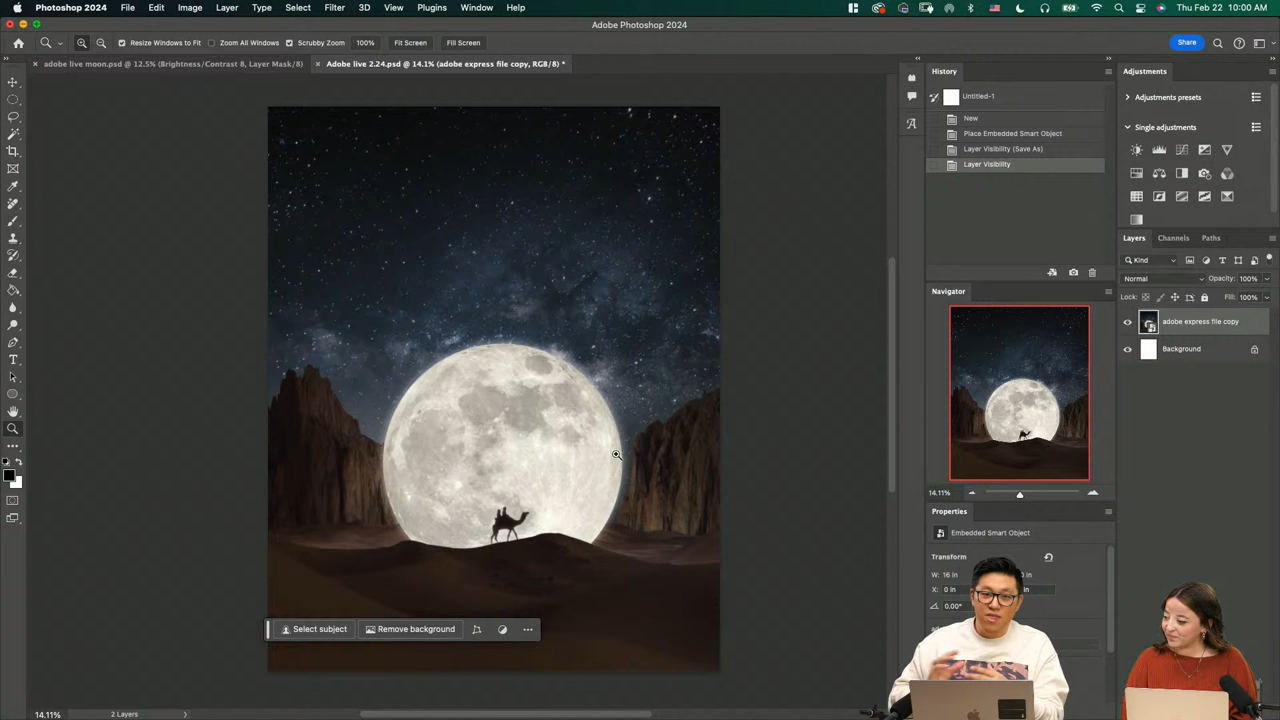 Photoshop 2024 File Edit Image Layer Type Select Filter 3D View Plugins Window Help Thu Feb 22 10:00 AM
Adobe Photoshop 2024
Resize Windows to Fit Zoom All Windows Scrubby Zoom 100% Fit Screen Fill Screen Share
adobe live moon.psd @ 12.5% (Brightness/Contrast 8, Layer Mask/8)
Adobe live 2.24.psd @ 14.1% (adobe express file copy, RGB/8) *
History
Untitled-1
New
Place Embedded Smart Object
Layer Visibility (Save As)
Layer Visibility
Navigator
14.11%
Properties
Embedded Smart Object
Transform
W: 16 in
X: 0 in
in
0.00°
Adjustments
Adjustments presets
Single adjustments
Layers Channels Paths
Kind
Normal Opacity: 100%
Lock: Fill: 100%
adobe express file copy
Background
Select subject Remove background
14.11% 2 Layers